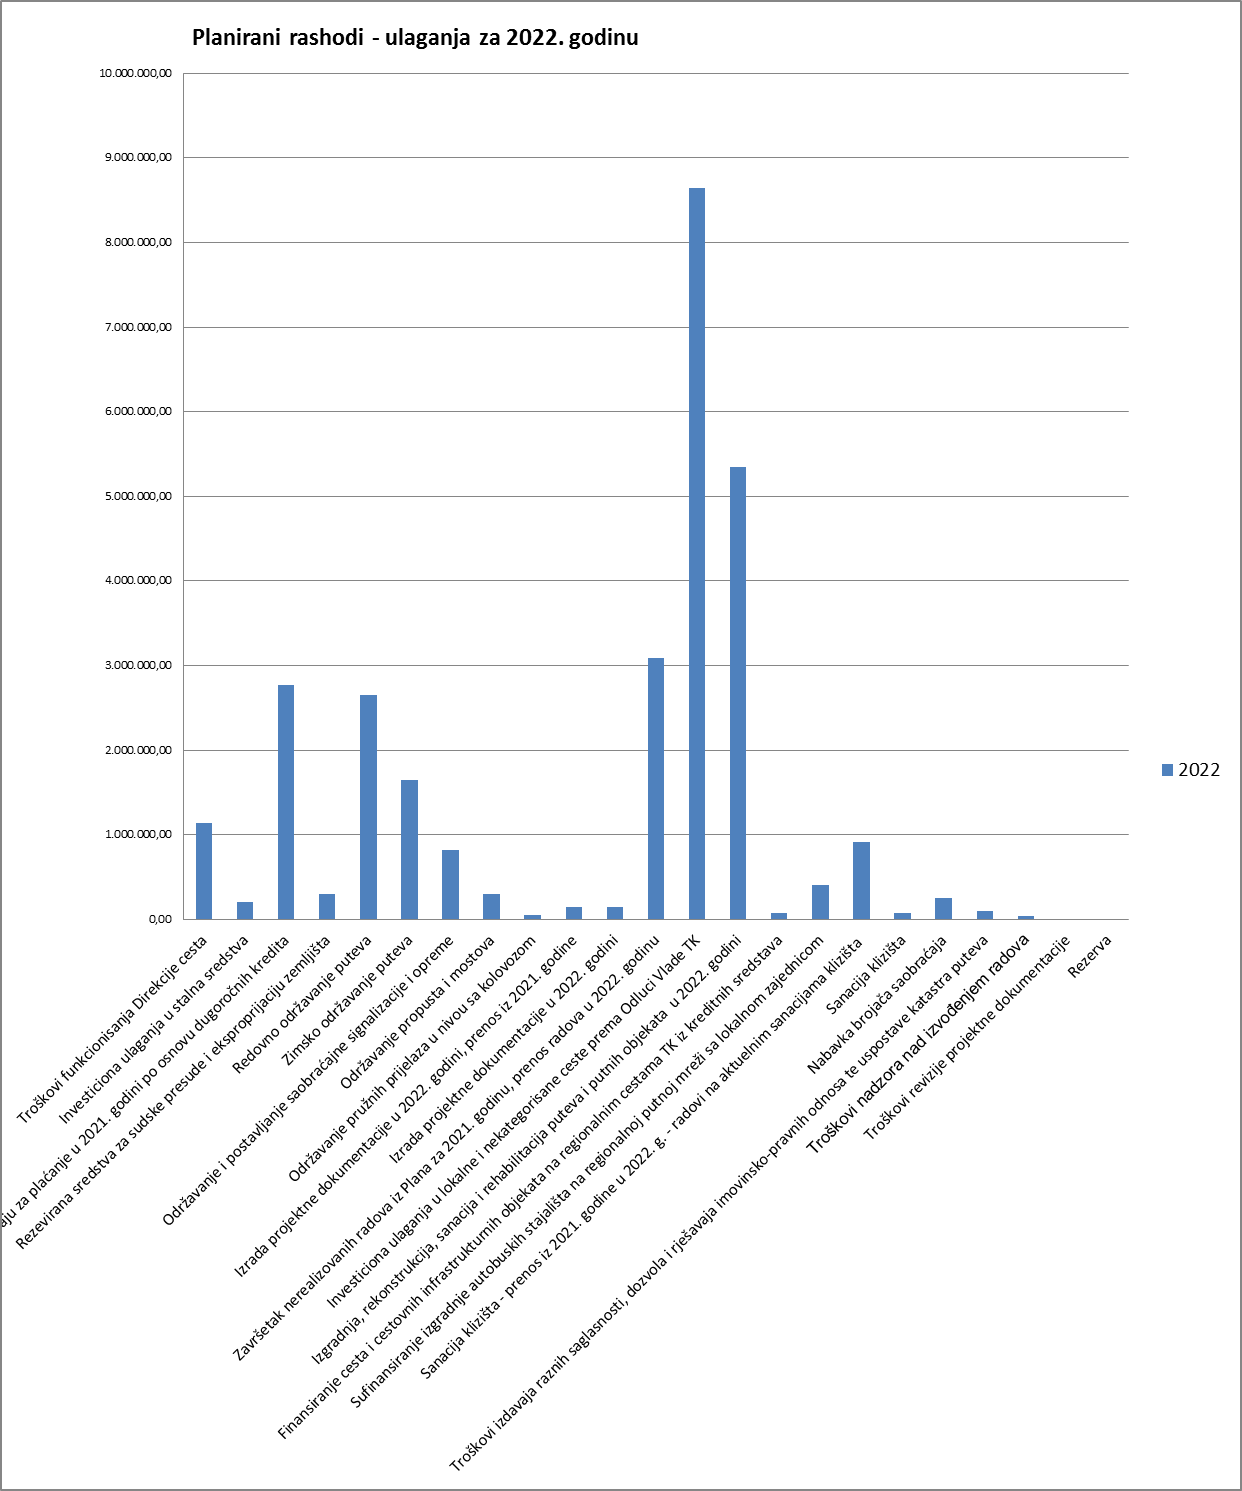 Planirani rashodi - ulaganja za 2022. godinu
10.000.000,00
9.000.000,00
8.000.000,00
7.000.000,00
6.000.000,00
5.000.000,00
4.000.000,00
3.000.000,00
2.000.000,00
1.000.000,00
0,00
2022
Troškovi funkcionisanja Direkcije cesta
Investiciona ulaganja u stalna sredstva
za plaćanje u 2021. godini po osnovu dugoročnih kredita
Rezevirana sredstva za sudske presude i eksproprijaciju zemljišta
Redovno održavanje puteva
Zimsko održavanje puteva
Održavanje i postavljanje saobraćajne signalizacije i opreme
Održavanje propusta i mostova
Održavanje pružnih prijelaza u nivou sa kolovozom
Izrada projektne dokumentacije u 2022. godini, prenos iz 2021. godine
Izrada projektne dokumentacije u 2022. godini
Završetak nerealizovanih radova iz Plana za 2021. godinu, prenos radova u 2022. godinu
Investiciona ulaganja u lokalne i nekategorisane ceste prema Odluci Vlade TK
Izgradnja, rekonstrukcija, sanacija i rehabilitacija puteva i putnih objekata u 2022. godini
Finansiranje cesta i cestovnih infrastrukturnih objekata na regionalnim cestama TK iz kreditnih sredstava
Sufinansiranje izgradnje autobuskih stajališta na regionalnoj putnoj mreži sa lokalnom zajednicom
Sanacija klizišta - prenos iz 2021. godine u 2022. g. - radovi na aktuelnim sanacijama klizišta
Sanacija klizišta
Nabavka brojača saobraćaja
Troškovi izdavaja raznih saglasnosti, dozvola i rješavaja imovinsko-pravnih odnosa te uspostave katastra puteva
Troškovi nadzora nad izvođenjem radova
Troškovi revizije projektne dokumentacije
Rezerva